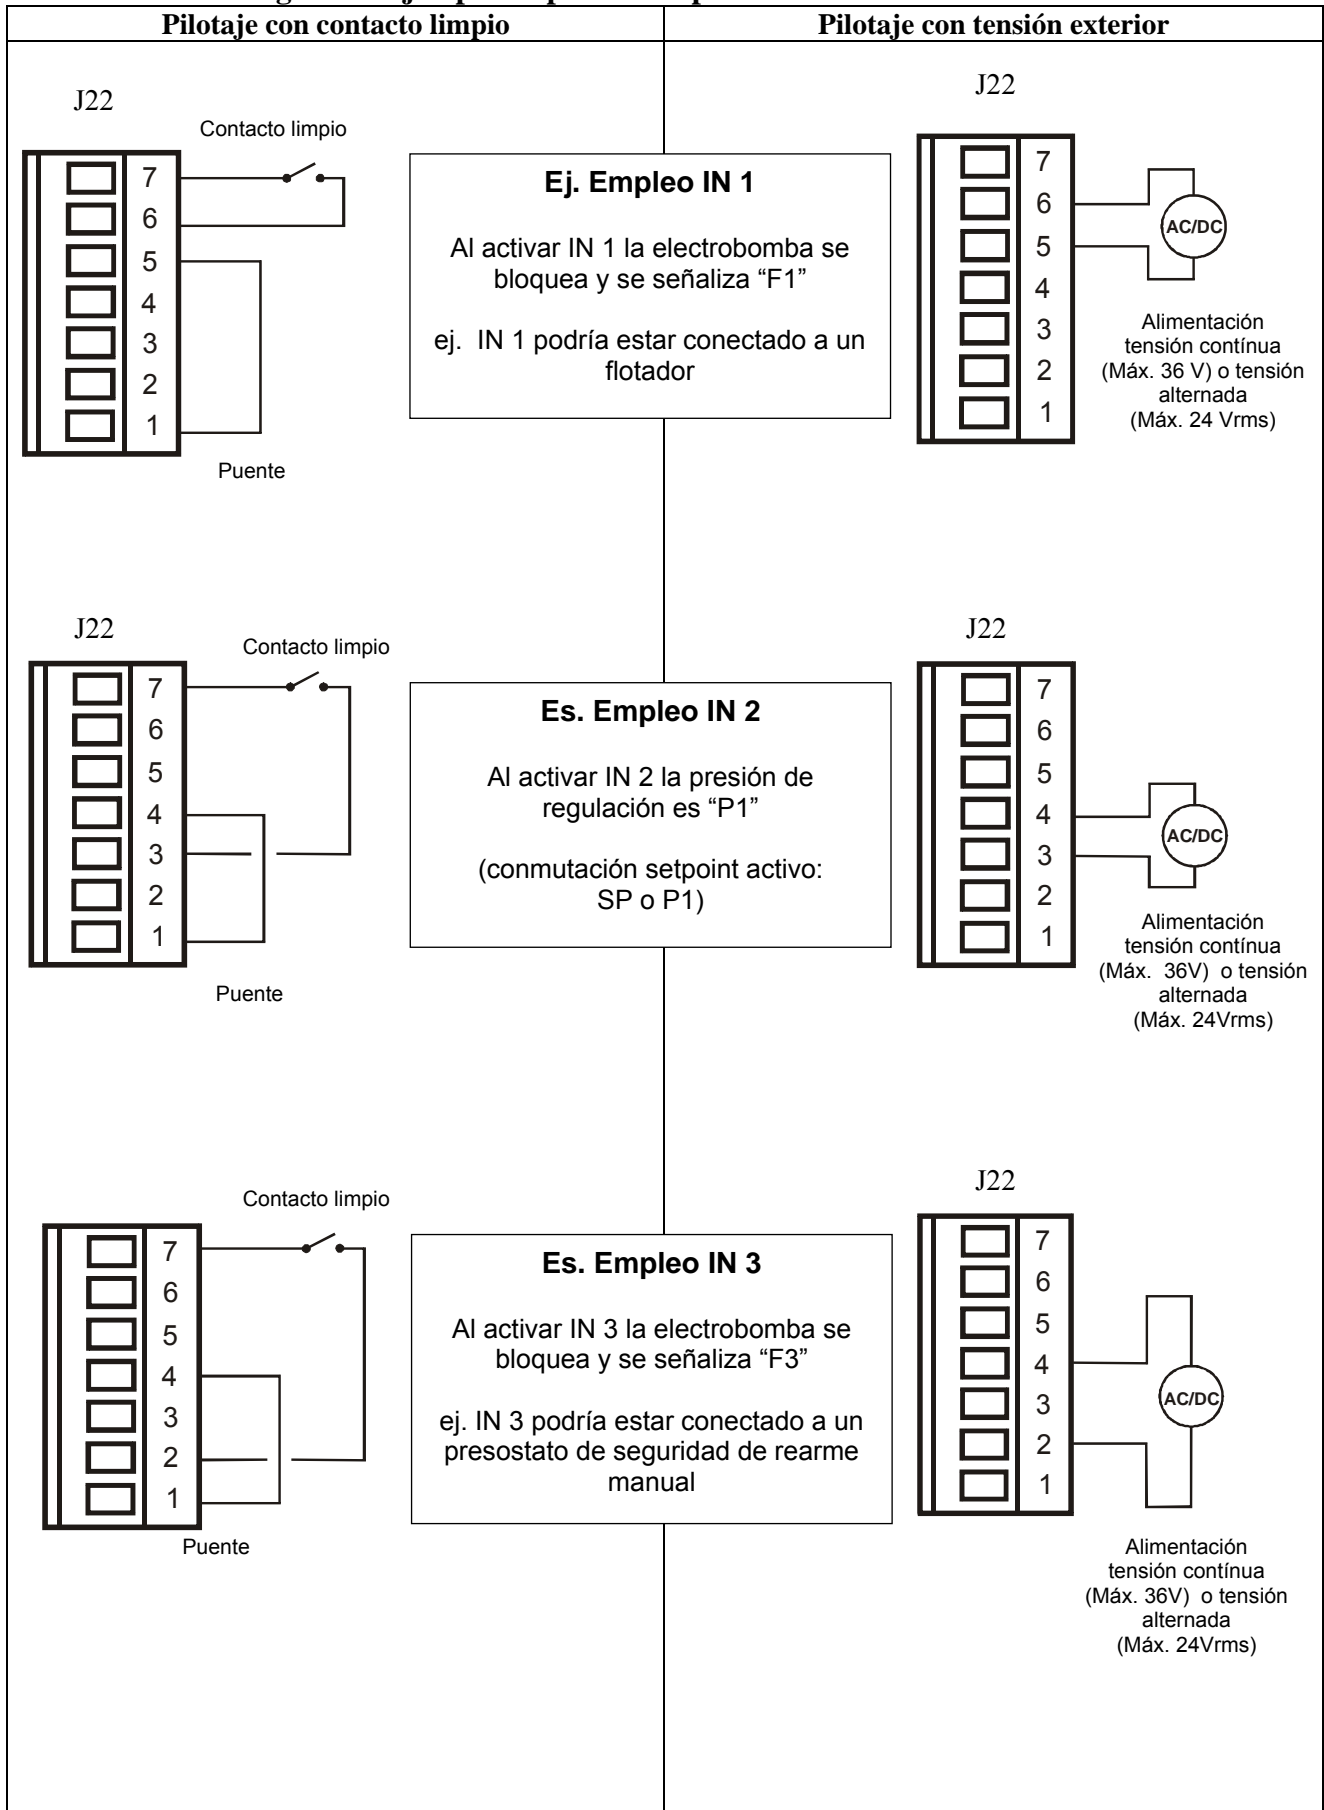 Pilotaje con contacto limpio
Pilotaje con tensión exterior
J22
Contacto limpio
7
6
5
4
3
2
1
Puente
Ej. Empleo IN 1
Al activar IN 1 la electrobomba se
bloquea y se señaliza “F1”
ej. IN 1 podría estar conectado a un
flotador
J22
7
6
5
4
3
2
1
AC/DC
Alimentación
tensión contínua
(Máx. 36 V) o tensión
alternada
(Máx. 24 Vrms)
J22
Contacto limpio
7
6
5
4
3
2
1
Puente
Es. Empleo IN 2
Al activar IN 2 la presión de
regulación es “P1”
(conmutación setpoint activo:
SP o P1)
J22
7
6
5
4
3
2
1
AC/DC
Alimentación
tensión contínua
(Máx. 36V) o tensión
alternada
(Máx. 24Vrms)
Contacto limpio
7
6
5
4
3
2
1
Puente
Es. Empleo IN 3
Al activar IN 3 la electrobomba se
bloquea y se señaliza “F3”
ej. IN 3 podría estar conectado a un
presostato de seguridad de rearme
manual
J22
7
6
5
4
3
2
1
AC/DC
Alimentación
tensión contínua
(Máx. 36V) o tensión
alternada
(Máx. 24Vrms)